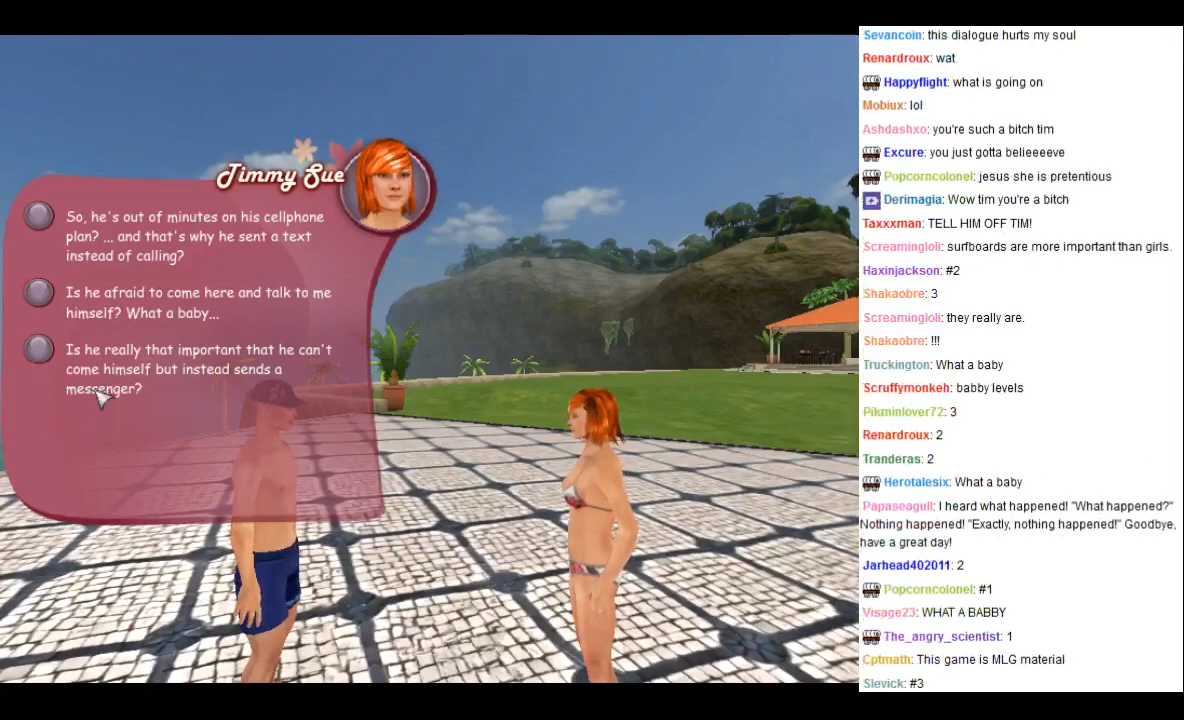 Jimmy Sue
So, he's out of minutes on his cellphone
plan? ... and that's why he sent a text
instead of calling?
Is he afraid to come here and talk to me
himself? What a baby...
Is he really that important that he can't
come himself but instead sends a
messenger?
Sevancoin: this dialogue hurts my soul
Renardroux: wat
Happyflight: what is going on
Mobiux: lol
Ashdashxo: you're such a bitch tim
Excure: you just gotta belieeeeve
Popcorncolonel: jesus she is pretentious
Derimagia: Wow tim you're a bitch
Taxxxman: TELL HIM OFF TIM!
Screamingloli: surfboards are more important than girls.
Haxinjackson: #2
Shakaobre: 3
Screamingloli: they really are.
Shakaobre: !!!
Truckington: What a baby
Scruffymonkeh: babby levels
Pikminlover72: 3
Renardroux: 2
Tranderas: 2
Herotalesix: What a baby
Papaseagull: I heard what happened! "What happened?"
Nothing happened! "Exactly, nothing happened!" Goodbye,
have a great day!
Jarhead402011: 2
Popcorncolonel: #1
Visage23: WHAT A BABBY
The_angry_scientist: 1
Cptmath: This game is MLG material
Slevick: #3